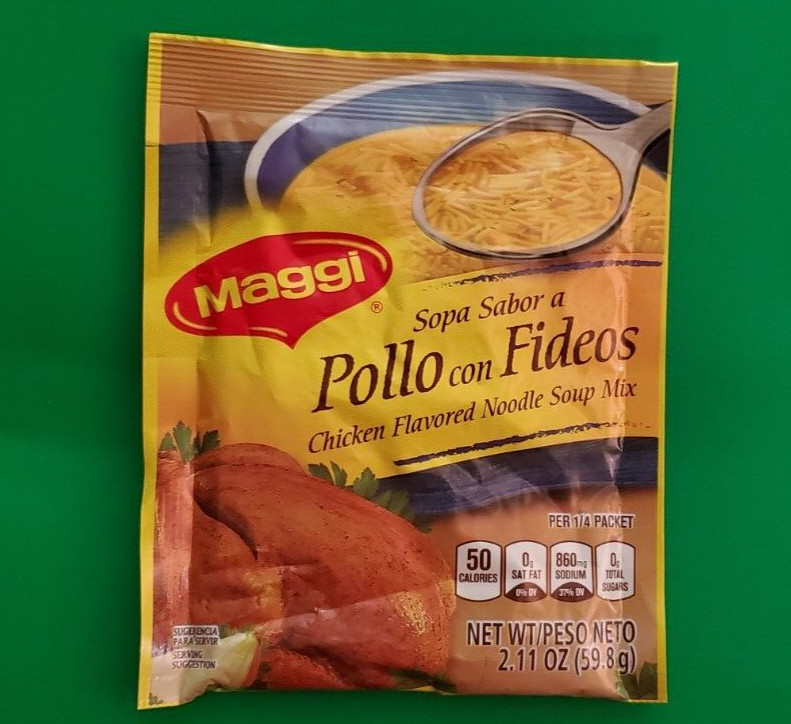 Maggi®
Sopa Sabor a
Pollo con Fideos
Chicken Flavored Noodle Soup Mix
PER 1/4 PACKET
50
CALORIES
0g
SAT FAT
0% DV
860mg
SODIUM
37% DV
0g
TOTAL
SUGARS
NET WT/PESO NETO
2.11 OZ (59.8 g)
SUGERENCIA
PARA SERVIR
SERVING
SUGGESTION